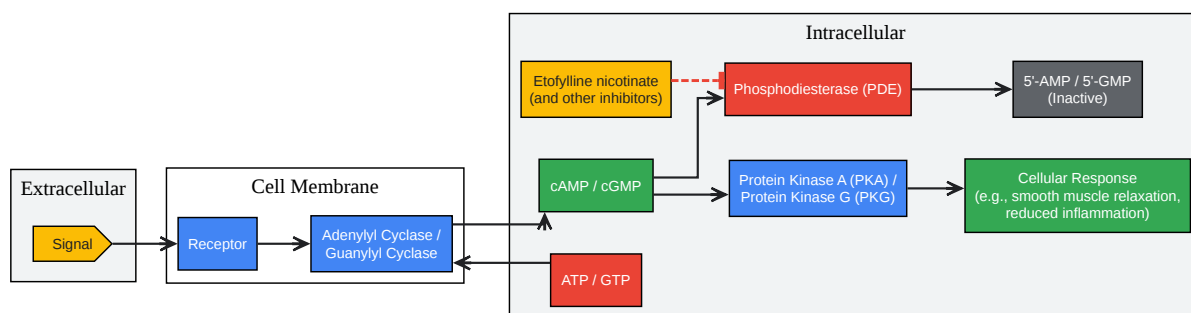 Extracellular
Signal
Cell Membrane
Receptor
Adenylyl Cyclase /
Guanylyl Cyclase
Intracellular
Etofylline nicotinate
(and other inhibitors)
Phosphodiesterase (PDE)
5'-AMP / 5'-GMP
(Inactive)
cAMP / cGMP
Protein Kinase A (PKA) /
Protein Kinase G (PKG)
Cellular Response
(e.g., smooth muscle relaxation,
reduced inflammation)
ATP / GTP